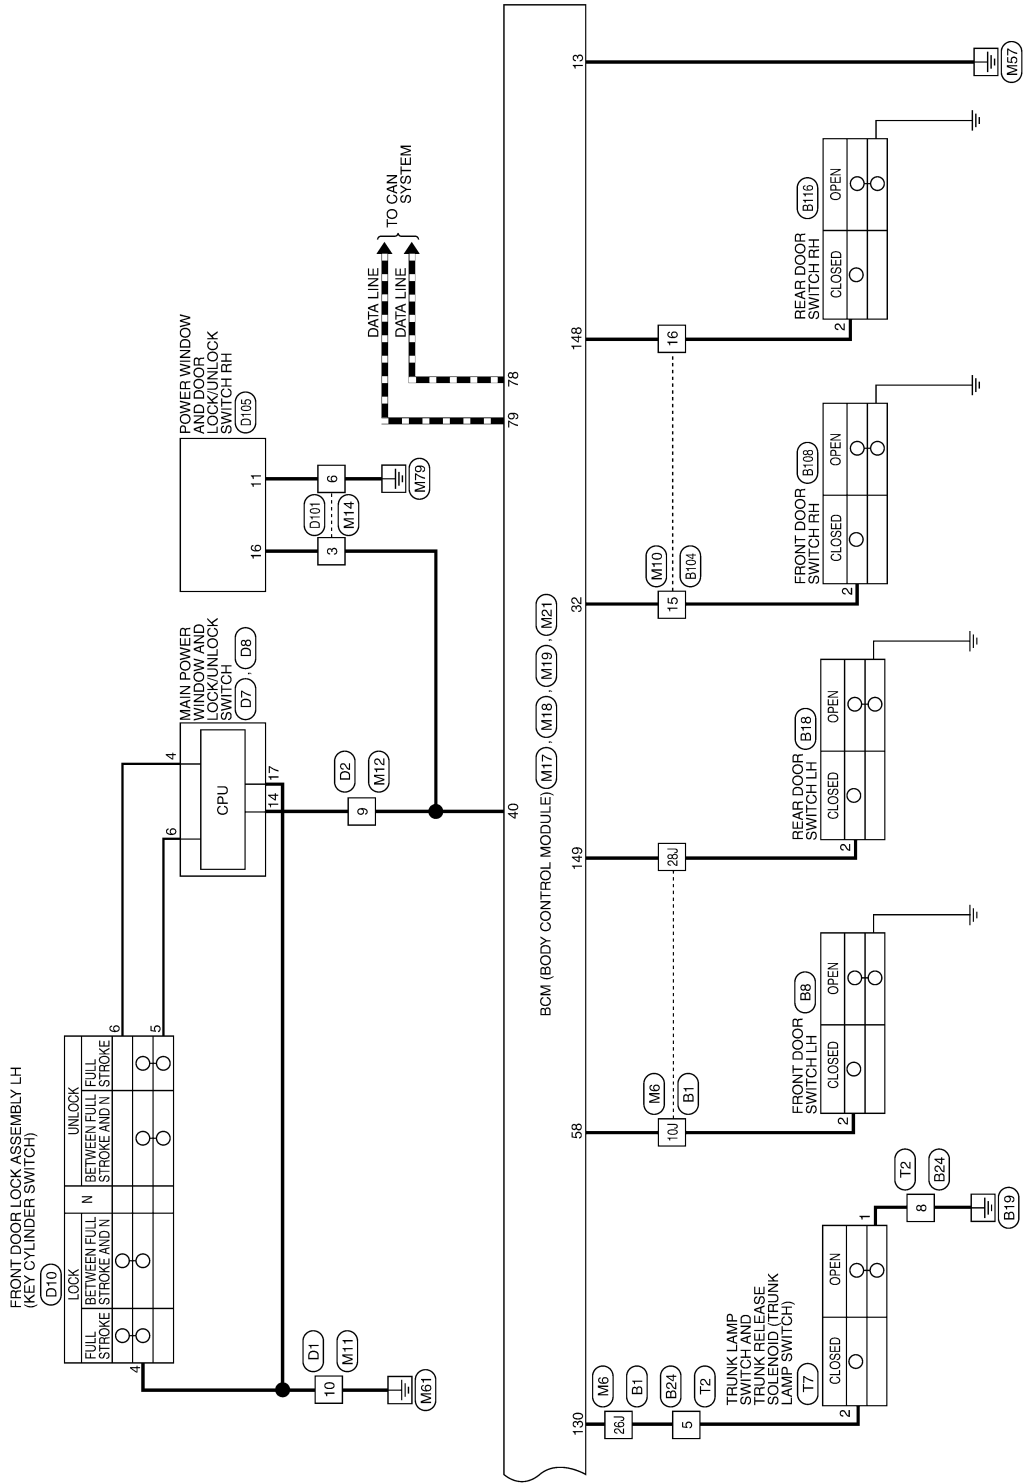 FRONT DOOR LOCK ASSEMBLY LH
(KEY CYLINDER SWITCH)
D10
LOCK
N
UNLOCK
FULL
STROKE
BETWEEN FULL
STROKE AND N
BETWEEN FULL
STROKE AND N
FULL
STROKE
4
6
5
D1
10
M11
M61
MAIN POWER
WINDOW AND
LOCK/UNLOCK
SWITCH
D7 , D8
CPU
6
4
14
17
D2
9
M12
POWER WINDOW
AND DOOR
LOCK/UNLOCK
SWITCH RH
D105
16
11
D101
3
6
M14
M79
DATA LINE
DATA LINE
TO CAN
SYSTEM
40
79
78
BCM (BODY CONTROL MODULE) M17 , M18 , M19 , M21
130
58
149
32
148
13
M6
26J
B1
B24
5
T2
TRUNK LAMP
SWITCH AND
TRUNK RELEASE
SOLENOID (TRUNK
LAMP SWITCH)
T7
CLOSED
OPEN
2
1
T2
8
B24
B19
M6
10J
B1
FRONT DOOR
SWITCH LH
B8
CLOSED
OPEN
2
28J
REAR DOOR
SWITCH LH
B18
CLOSED
OPEN
2
M10
15
B104
FRONT DOOR
SWITCH RH
B108
CLOSED
OPEN
2
16
REAR DOOR
SWITCH RH
B116
CLOSED
OPEN
2
M57